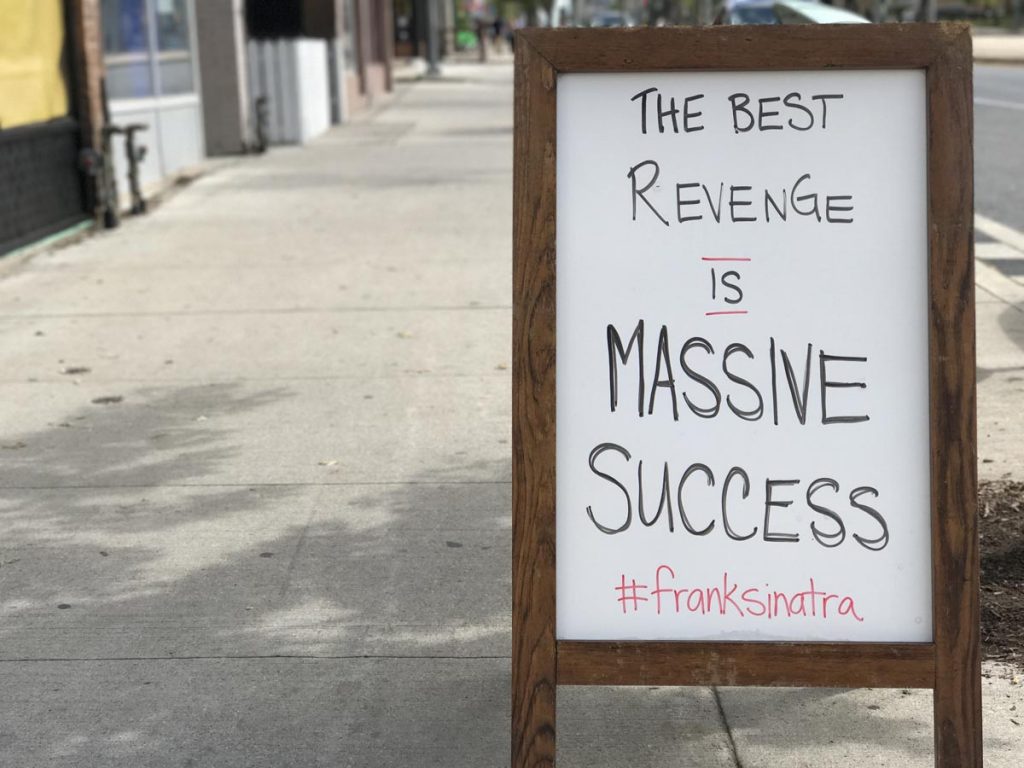 THE BEST
REVENGE
IS
MASSIVE
SUCCESS
#franksinatra